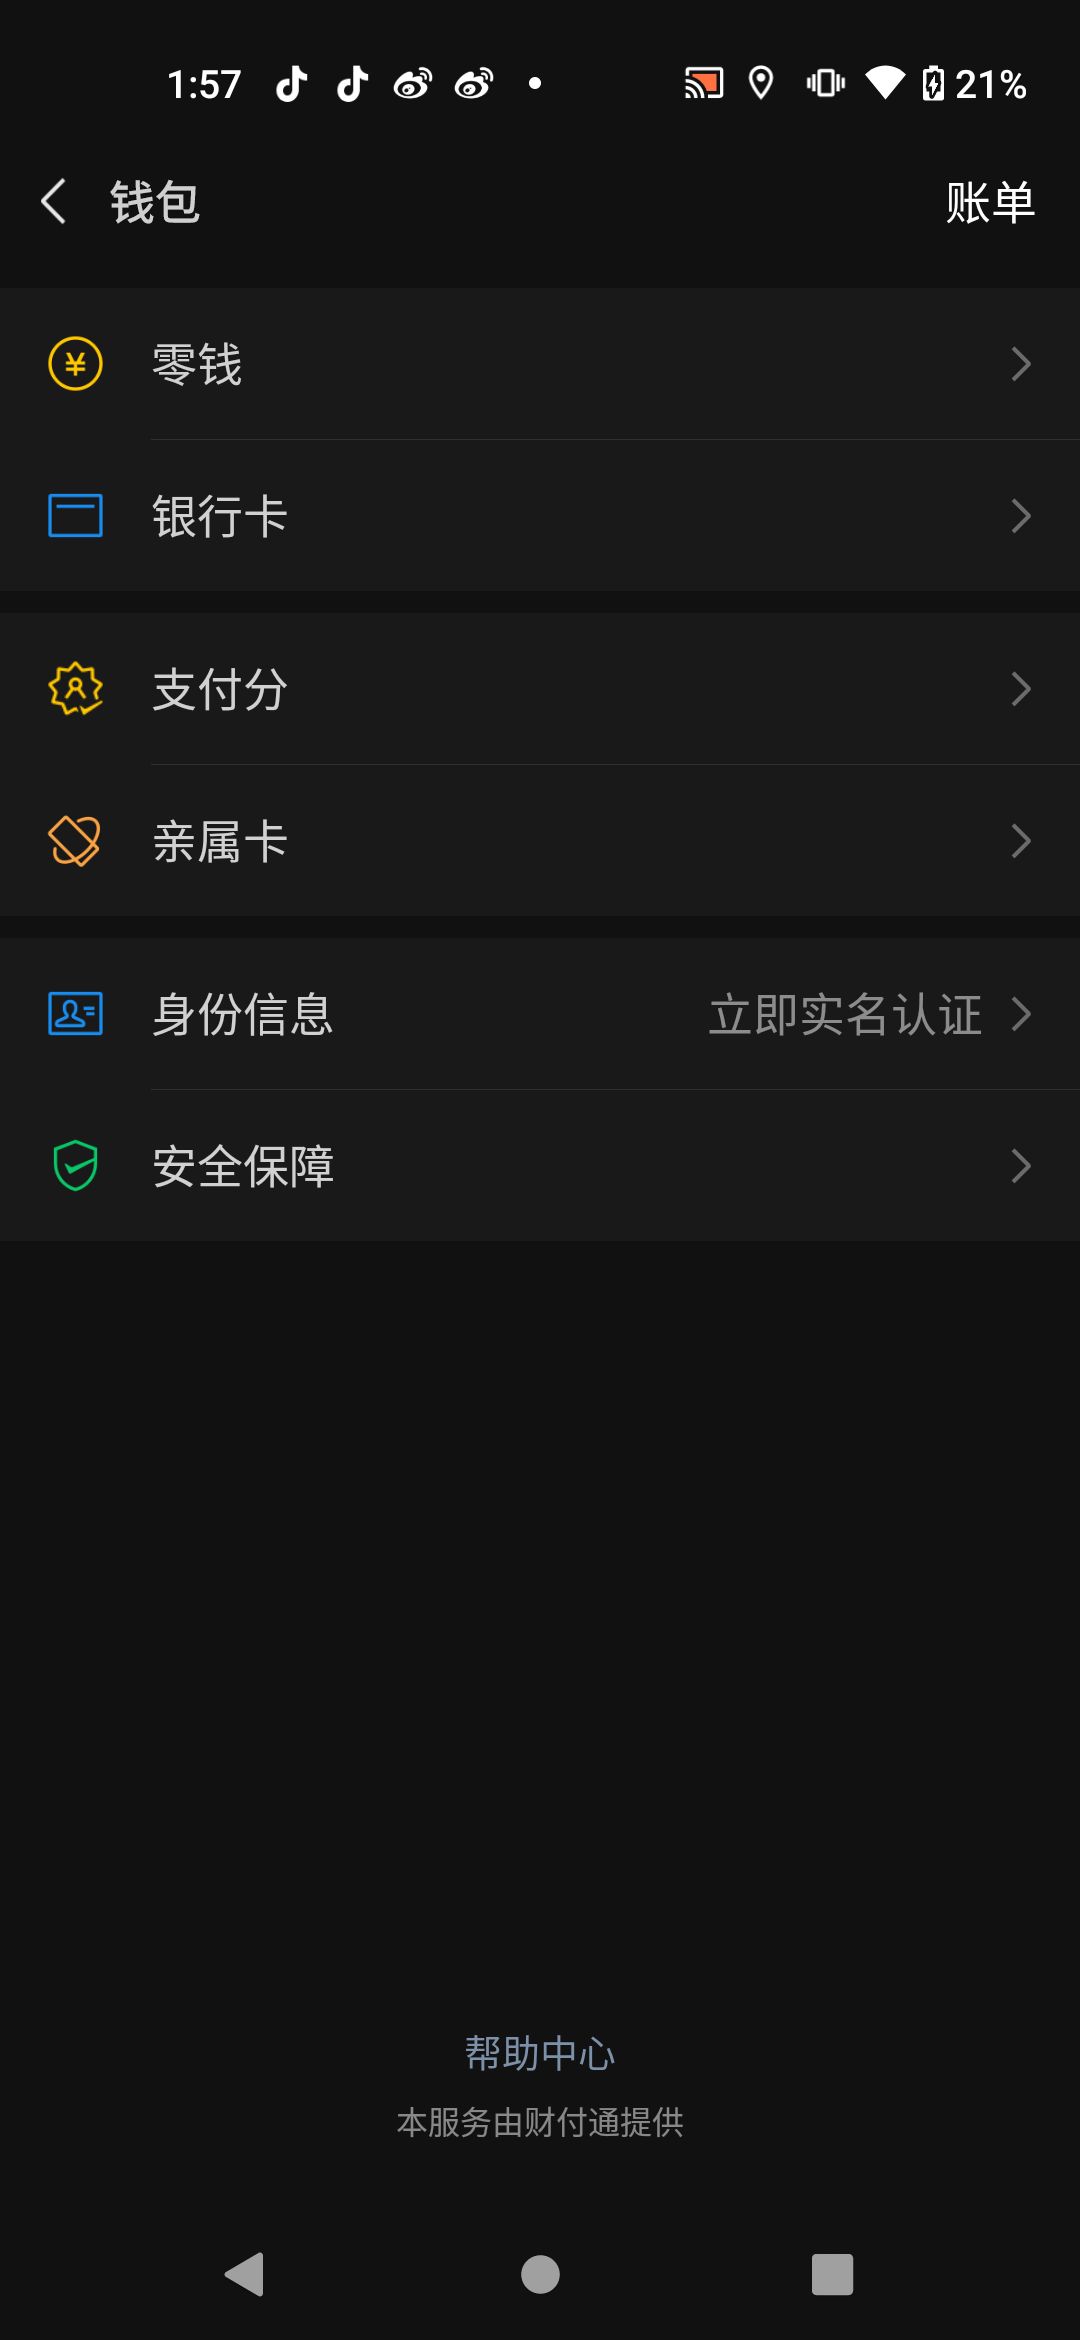 1:57
21%
钱包
账单
零钱
银行卡
支付分
亲属卡
身份信息
立即实名认证
安全保障
帮助中心
本服务由财付通提供